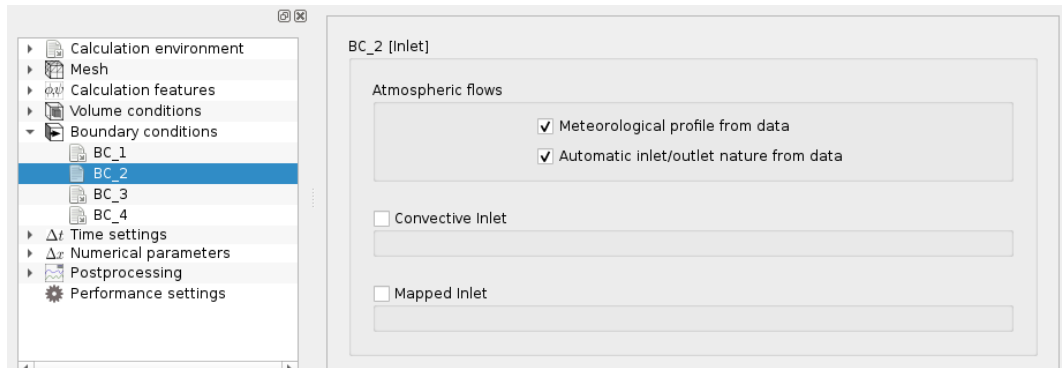 Calculation environment
Mesh
Calculation features
Volume conditions
Boundary conditions
BC_1
BC_2
BC_3
BC_4
Δt Time settings
Δx Numerical parameters
Postprocessing
Performance settings
BC_2 [Inlet]
Atmospheric flows
Meteorological profile from data
Automatic inlet/outlet nature from data
Convective Inlet
Mapped Inlet